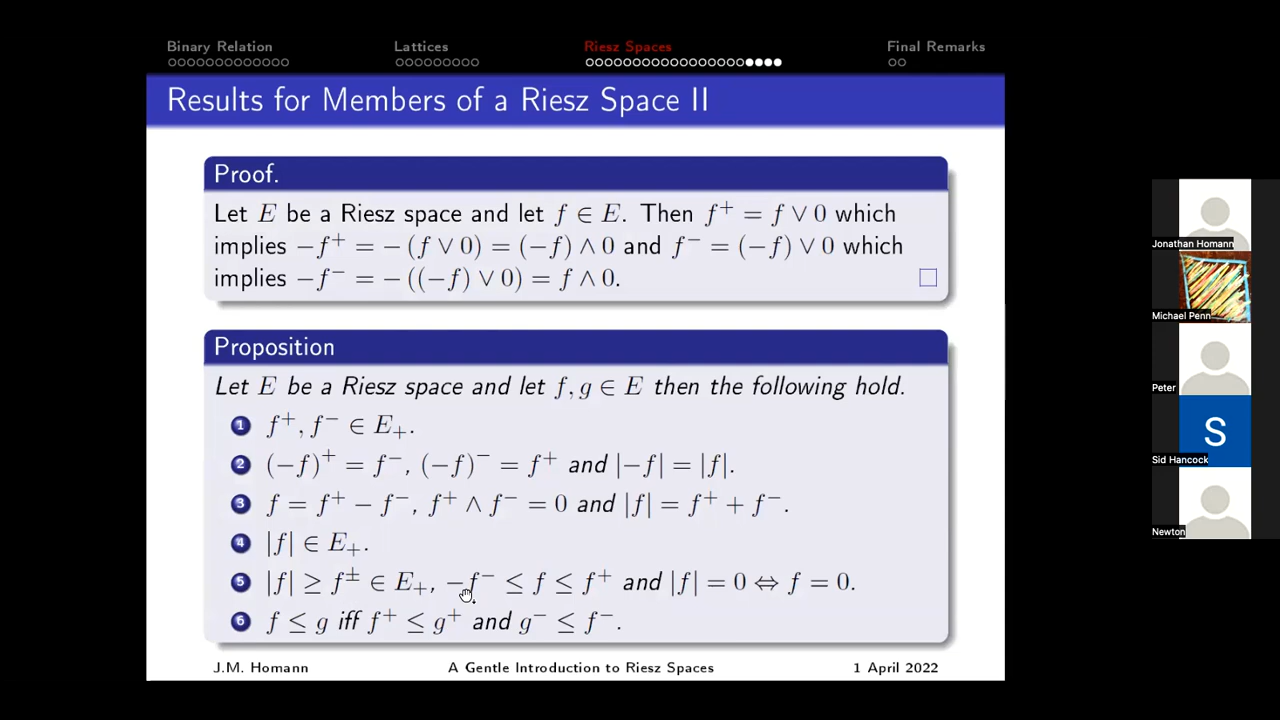 Binary Relation Lattices Riesz Spaces Final Remarks
Results for Members of a Riesz Space II
Proof.
Let E be a Riesz space and let f ∈ E. Then f⁺ = f ∨ 0 which
implies −f⁺ = − (f ∨ 0) = (−f) ∧ 0 and f⁻ = (−f) ∨ 0 which
implies −f⁻ = − ((−f) ∨ 0) = f ∧ 0. □
Proposition
Let E be a Riesz space and let f, g ∈ E then the following hold.
1 f⁺, f⁻ ∈ E₊.
2 (−f)⁺ = f⁻, (−f)⁻ = f⁺ and |−f| = |f|.
3 f = f⁺ − f⁻, f⁺ ∧ f⁻ = 0 and |f| = f⁺ + f⁻.
4 |f| ∈ E₊.
5 |f| ≥ f^± ∈ E₊, −f⁻ ≤ f ≤ f⁺ and |f| = 0 ⇔ f = 0.
6 f ≤ g iff f⁺ ≤ g⁺ and g⁻ ≤ f⁻.
J.M. Homann A Gentle Introduction to Riesz Spaces 1 April 2022
Jonathan Homann
Michael Penn
Peter
S
Sid Hancock
Newton